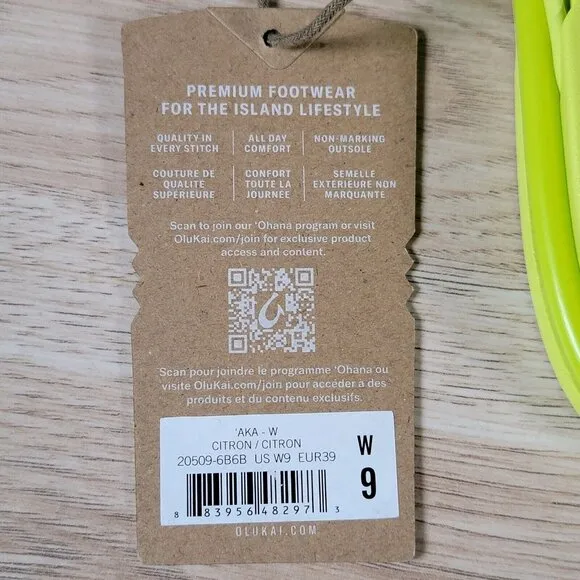 PREMIUM FOOTWEAR
FOR THE ISLAND LIFESTYLE
QUALITY IN
EVERY STITCH
ALL DAY
COMFORT
NON-MARKING
OUTSOLE
COUTURE DE
QUALITE
SUPERIEURE
CONFORT
TOUTE LA
JOURNÉE
SEMELLE
EXTÉRIEURE NON
MARQUANTE
Scan to join our 'Ohana program or visit
OluKai.com/join for exclusive product
access and content.
Scan pour joindre le programme 'Ohana ou
visite OluKai.com/join pour accéder à des
produits et du contenu exclusifs.
'AKA - W
CITRON / CITRON
20509-6B6B US W9 EUR39
W
9
8 83956 48297 3
OLUKAI.COM